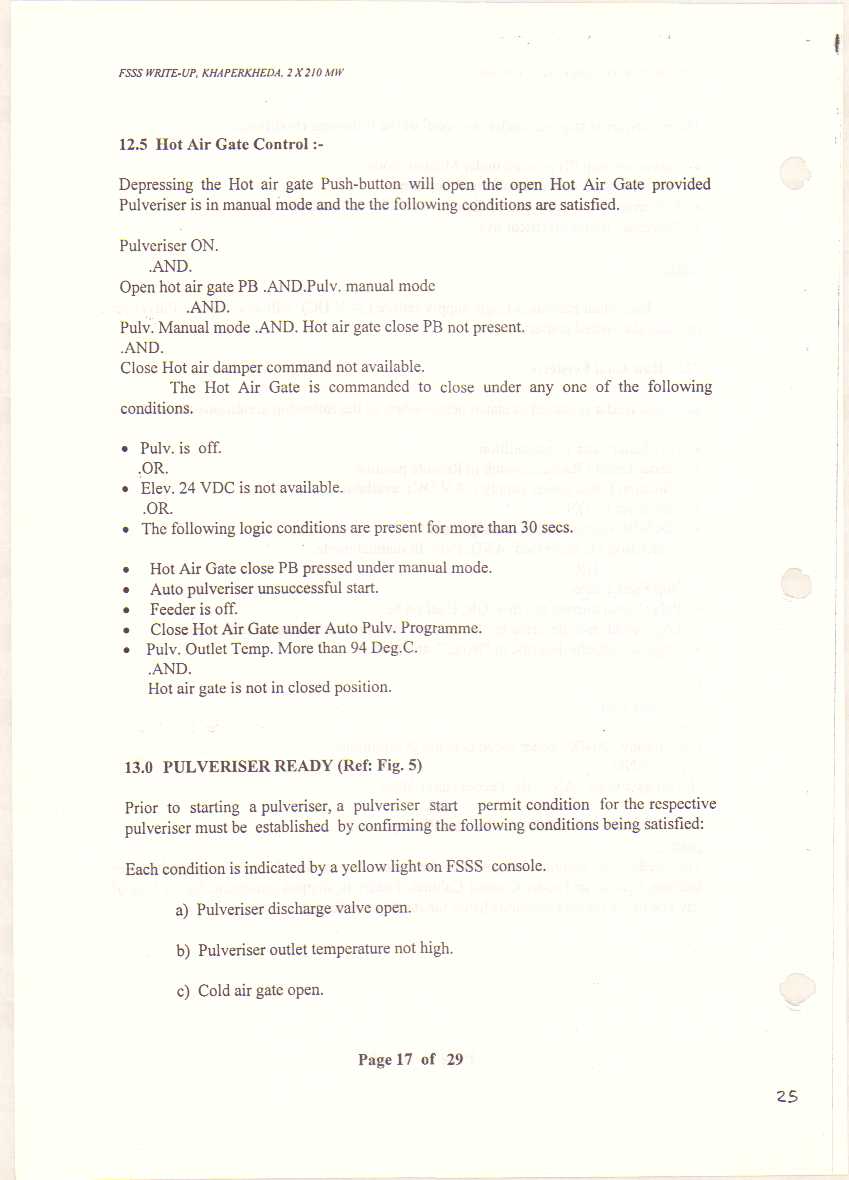 FSSS WRITE-UP, KHAPERKHEDA, 2 X 210 MW
12.5 Hot Air Gate Control :-
Depressing the Hot air gate Push-button will open the open Hot Air Gate provided
Pulveriser is in manual mode and the the following conditions are satisfied.
Pulveriser ON.
.AND.
Open hot air gate PB .AND.Pulv. manual mode
.AND.
Pulv. Manual mode .AND. Hot air gate close PB not present.
.AND.
Close Hot air damper command not available.
The Hot Air Gate is commanded to close under any one of the following
conditions.
• Pulv. is off.
.OR.
• Elev. 24 VDC is not available.
.OR.
• The following logic conditions are present for more than 30 secs.
• Hot Air Gate close PB pressed under manual mode.
• Auto pulveriser unsuccessful start.
• Feeder is off.
• Close Hot Air Gate under Auto Pulv. Programme.
• Pulv. Outlet Temp. More than 94 Deg.C.
.AND.
Hot air gate is not in closed position.
13.0 PULVERISER READY (Ref: Fig. 5)
Prior to starting a pulveriser, a pulveriser start permit condition for the respective
pulveriser must be established by confirming the following conditions being satisfied:
Each condition is indicated by a yellow light on FSSS console.
a) Pulveriser discharge valve open.
b) Pulveriser outlet temperature not high.
c) Cold air gate open.
Page 17 of 29
25